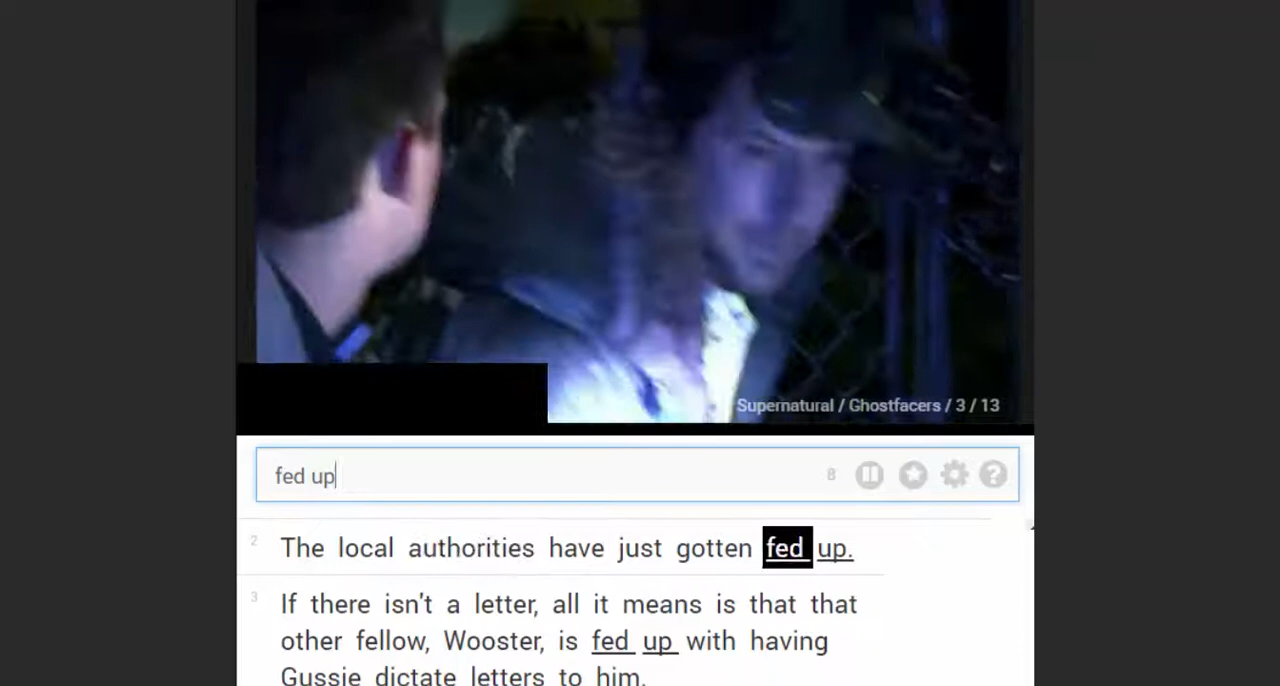 Supernatural / Ghostfacers / 3 / 13
fed up
8
2
The local authorities have just gotten fed up.
3
If there isn't a letter, all it means is that that
other fellow, Wooster, is fed up with having
Gussie dictate letters to him.